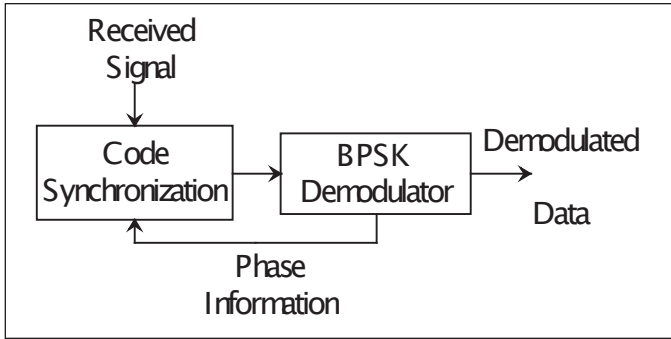 Received
Signal
Code
Synchronization
BPSK
Demodulator
Demodulated
Data
Phase
Information